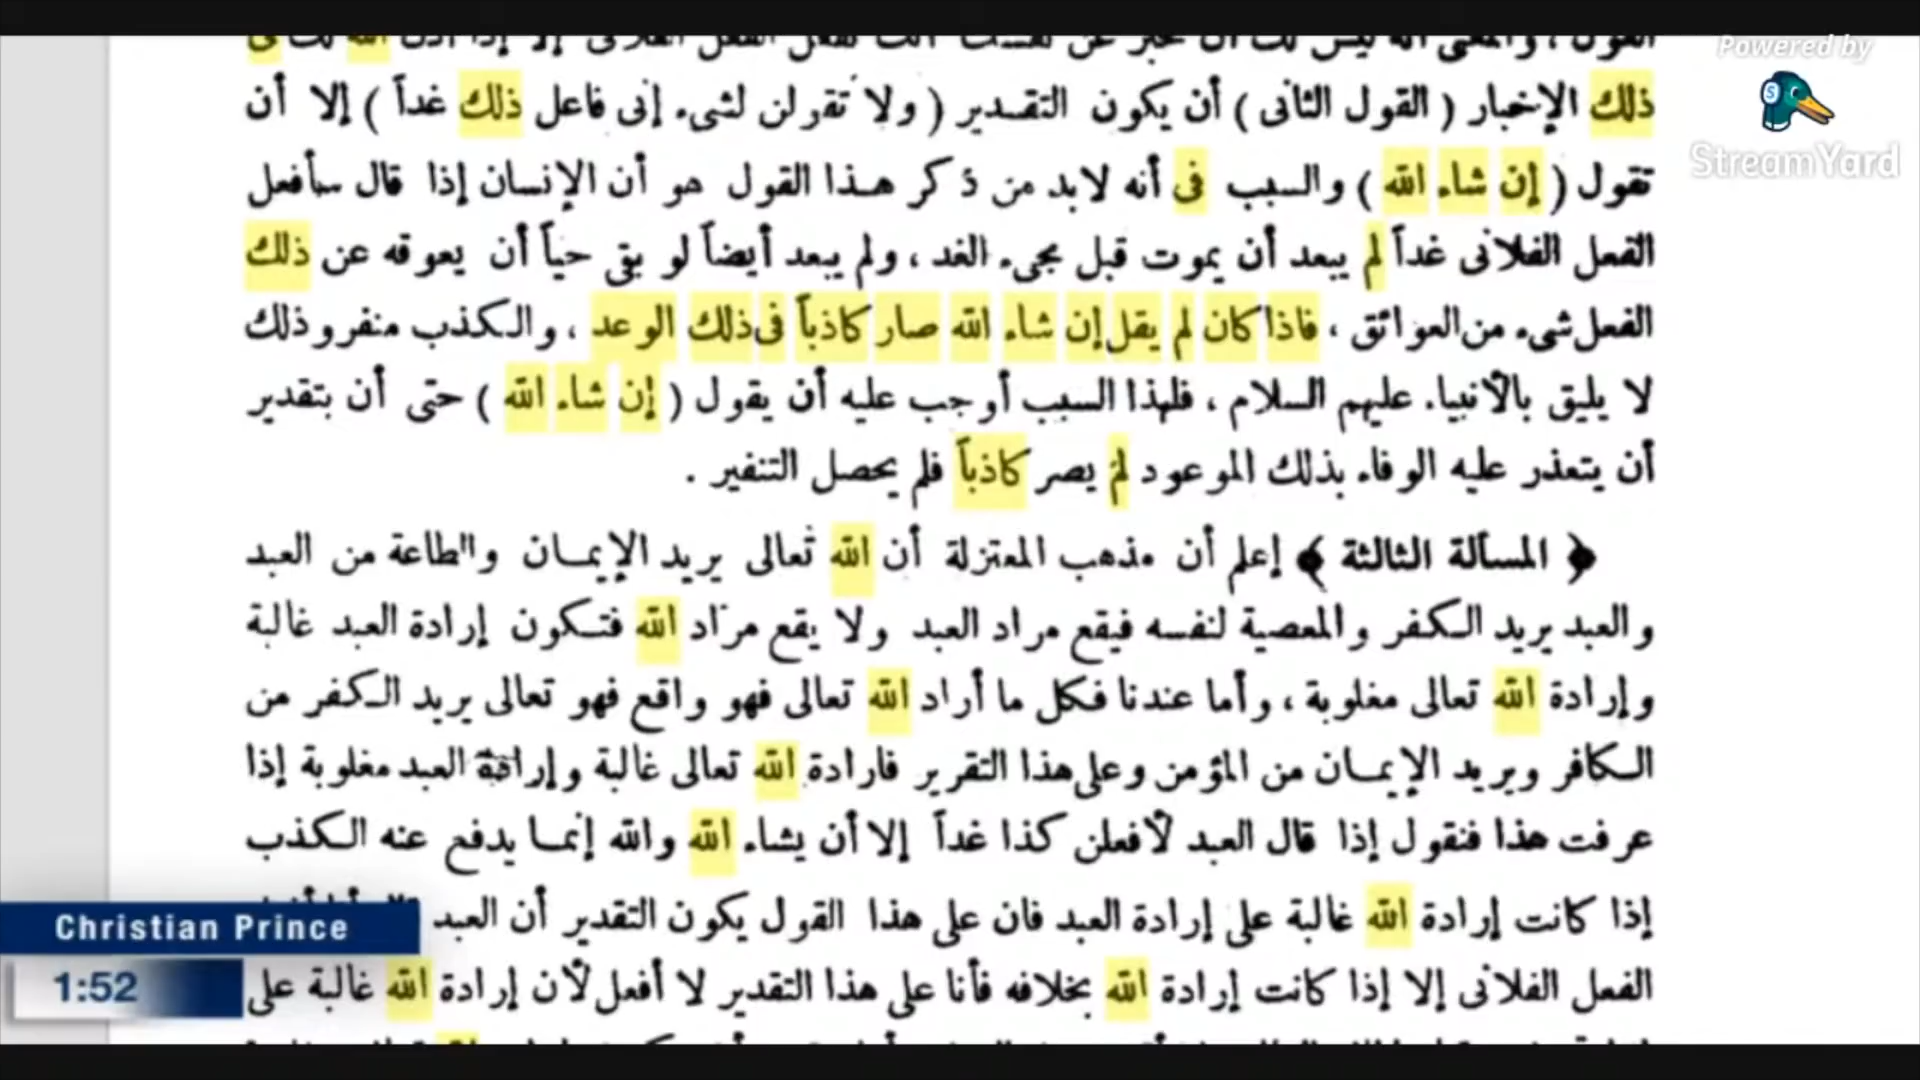 Powered by
StreamYard
ذلك الإخبار ( القول الثانى ) أن يكون التقدير ( ولا تقولن لشىء إنى فاعل ذلك غداً ) إلا أن
تقول ( إن شاء الله ) والسبب فى أنه لابد من ذكر هذا القول هو أن الإنسان إذا قال سأفعل
الفعل الفلانى غداً لم يبعد أن يموت قبل مجىء الغد ، ولم يبعد أيضاً لو بقى حياً أن يعوقه عن ذلك
الفعل شىء من العوائق ، فاذا كان لم يقل إن شاء الله صار كاذباً فى ذلك الوعد ، والكذب منفر وذلك
لا يليق بالأنبياء عليهم السلام ، فلهذا السبب أوجب عليه أن يقول ( إن شاء الله ) حتى أن بتقدير
أن يتعذر عليه الوفاء بذلك الموعود لم يصر كاذباً فلم يحصل التنفير .
﴿ المسألة الثالثة ﴾ إعلم أن مذهب المعتزلة أن الله تعالى يريد الإيمان والطاعة من العبد
والعبد يريد الكفر والمعصية لنفسه فيقع مراد العبد ولا يقع مراد الله فتكون إرادة العبد غالبة
وإرادة الله تعالى مغلوبة ، وأما عندنا فكل ما أراد الله تعالى فهو واقع فهو تعالى يريد الكفر من
الكافر ويريد الإيمان من المؤمن وعلى هذا التقرير فارادة الله تعالى غالبة وإرادة العبد مغلوبة إذا
عرفت هذا فنقول إذا قال العبد لأفعلن كذا غداً إلا أن يشاء الله والله إنما يدفع عنه الكذب
إذا كانت إرادة الله غالبة على إرادة العبد فان على هذا القول يكون التقدير أن العبد
الفعل الفلانى إلا إذا كانت إرادة الله بخلافه فأنا على هذا التقدير لا أفعل لأن إرادة الله غالبة على
Christian Prince
1:52